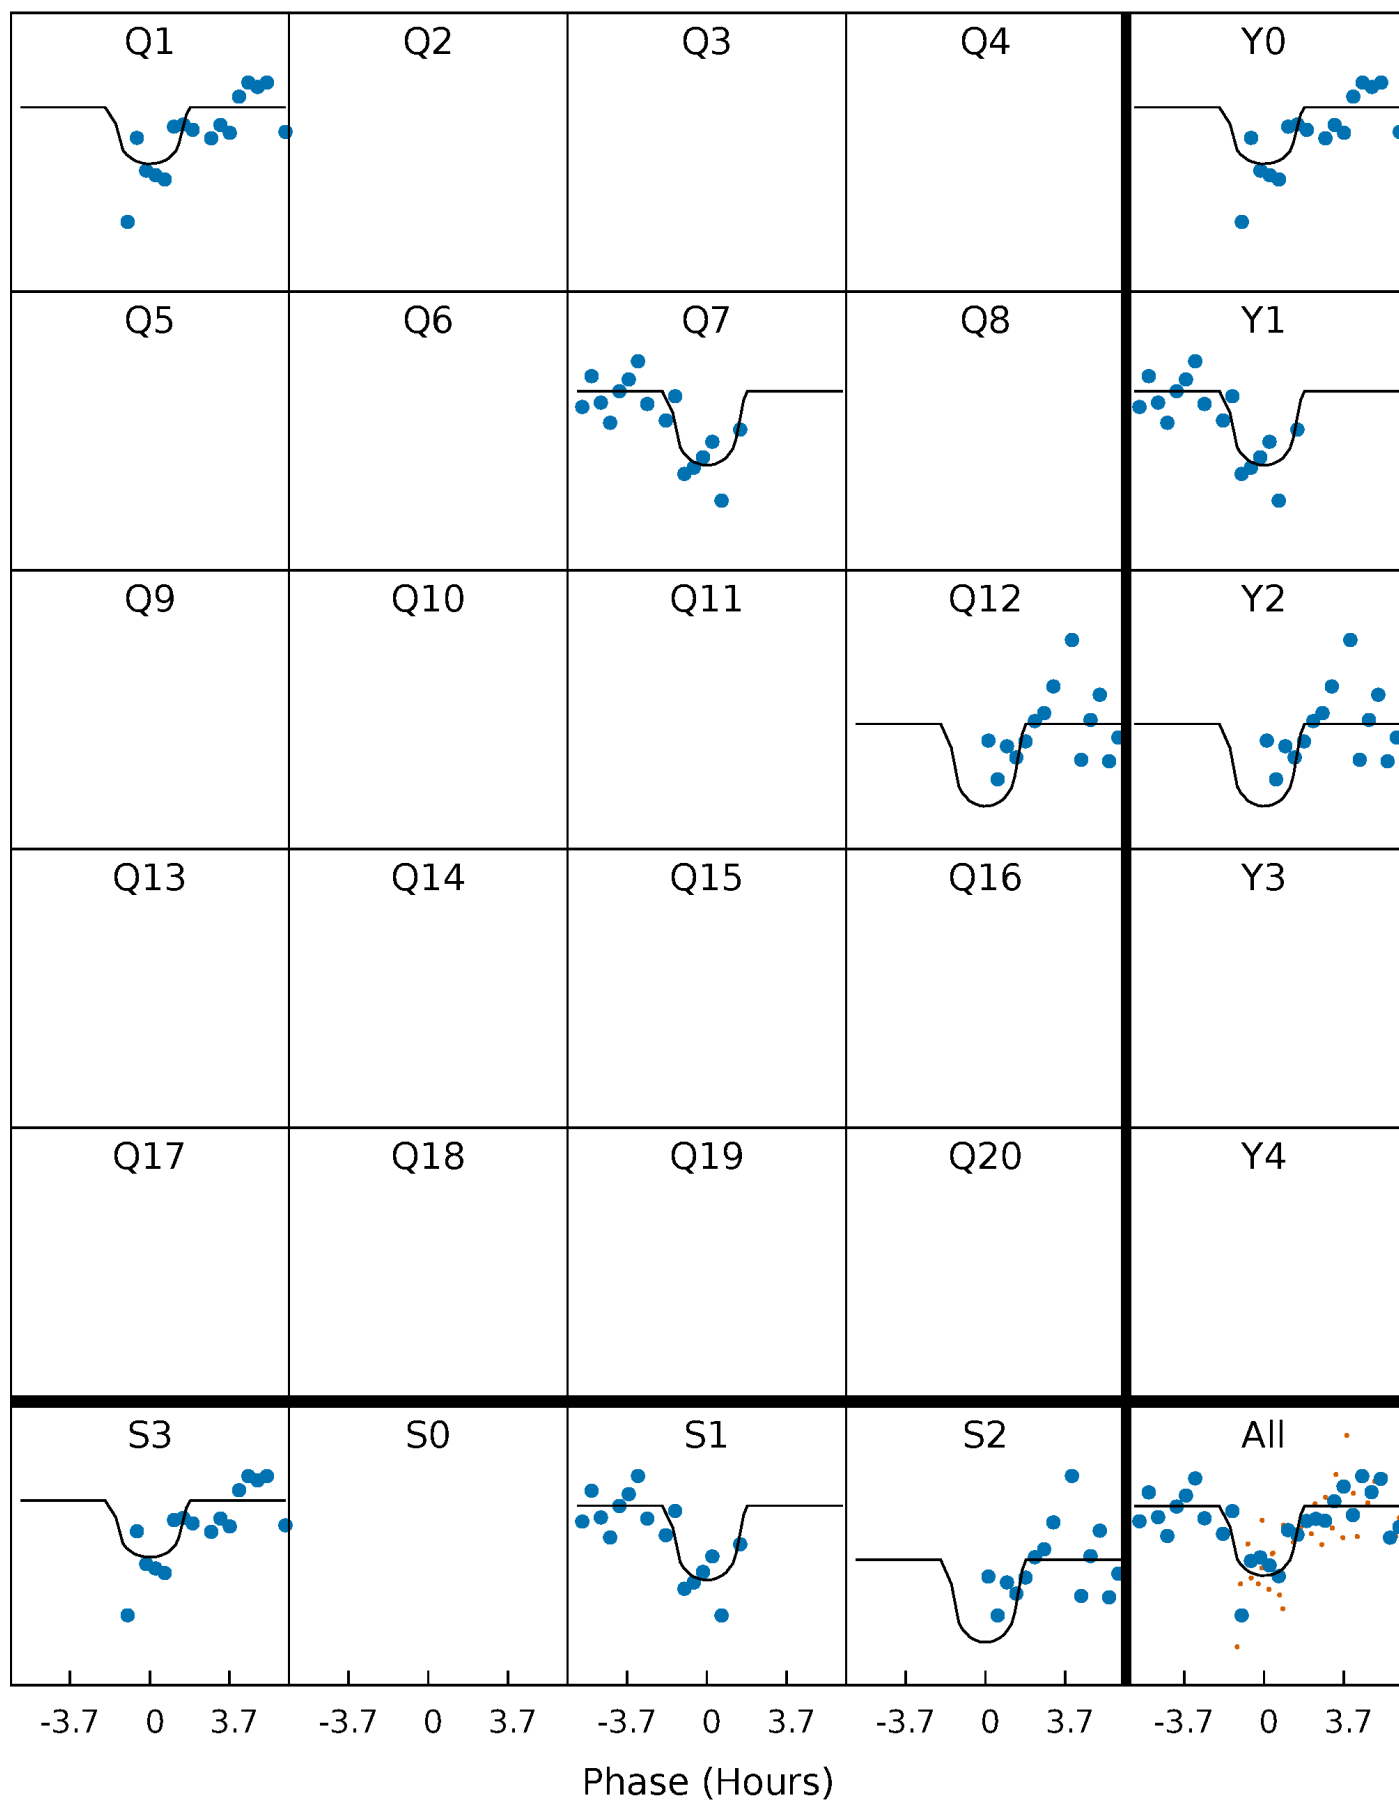 Q1 Q2 Q3 Q4 Y0
Q5 Q6 Q7 Q8 Y1
Q9 Q10 Q11 Q12 Y2
Q13 Q14 Q15 Q16 Y3
Q17 Q18 Q19 Q20 Y4
S3 S0 S1 S2 All
-3.7 0 3.7 -3.7 0 3.7 -3.7 0 3.7 -3.7 0 3.7 -3.7 0 3.7
Phase (Hours)